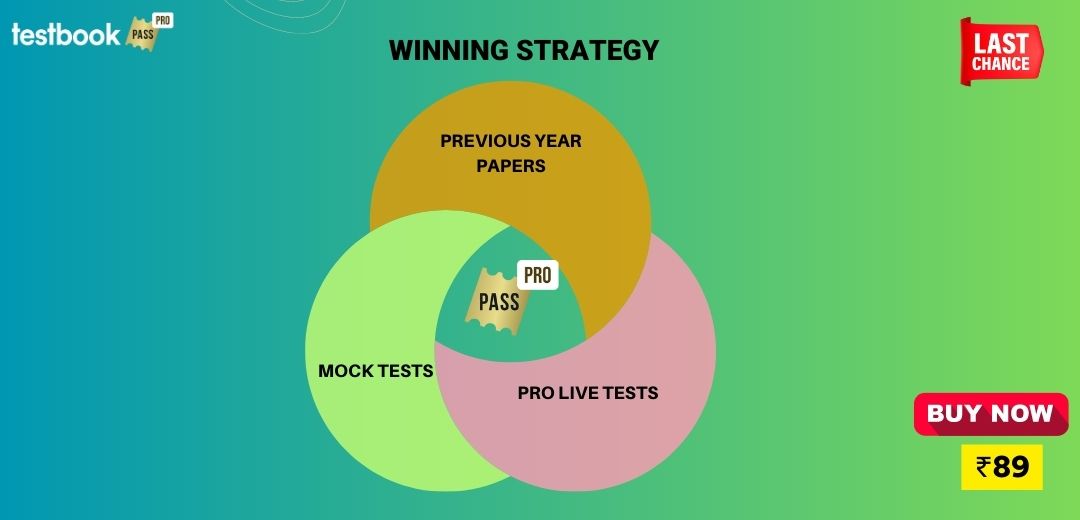 testbook PASS PRO
WINNING STRATEGY
LAST
CHANCE
PREVIOUS YEAR
PAPERS
PRO
PASS
MOCK TESTS
PRO LIVE TESTS
BUY NOW
₹89